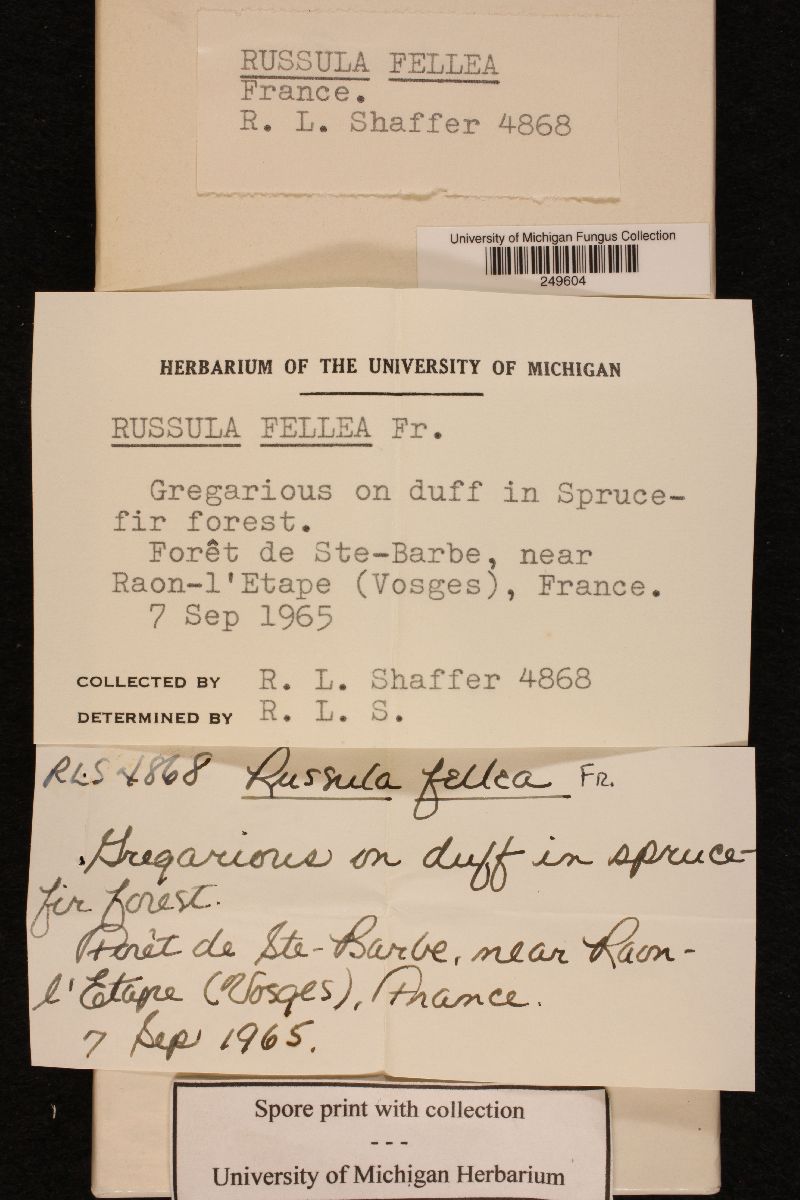 RUSSULA FELLEA
France.
R. L. Shaffer 4868
University of Michigan Fungus Collection
249604
HERBARIUM OF THE UNIVERSITY OF MICHIGAN
RUSSULA FELLEA Fr.
Gregarious on duff in Spruce-
fir forest.
Forêt de Ste-Barbe, near
Raon-l'Etape (Vosges), France.
7 Sep 1965
COLLECTED BY R. L. Shaffer 4868
DETERMINED BY R. L. S.
RLS 4868 Russula fellea FR.
Gregarious on duff in spruce-
fir forest.
Forêt de Ste-Barbe, near Raon-
l'Etape (Vosges), France.
7 Sep 1965.
Spore print with collection
- - -
University of Michigan Herbarium